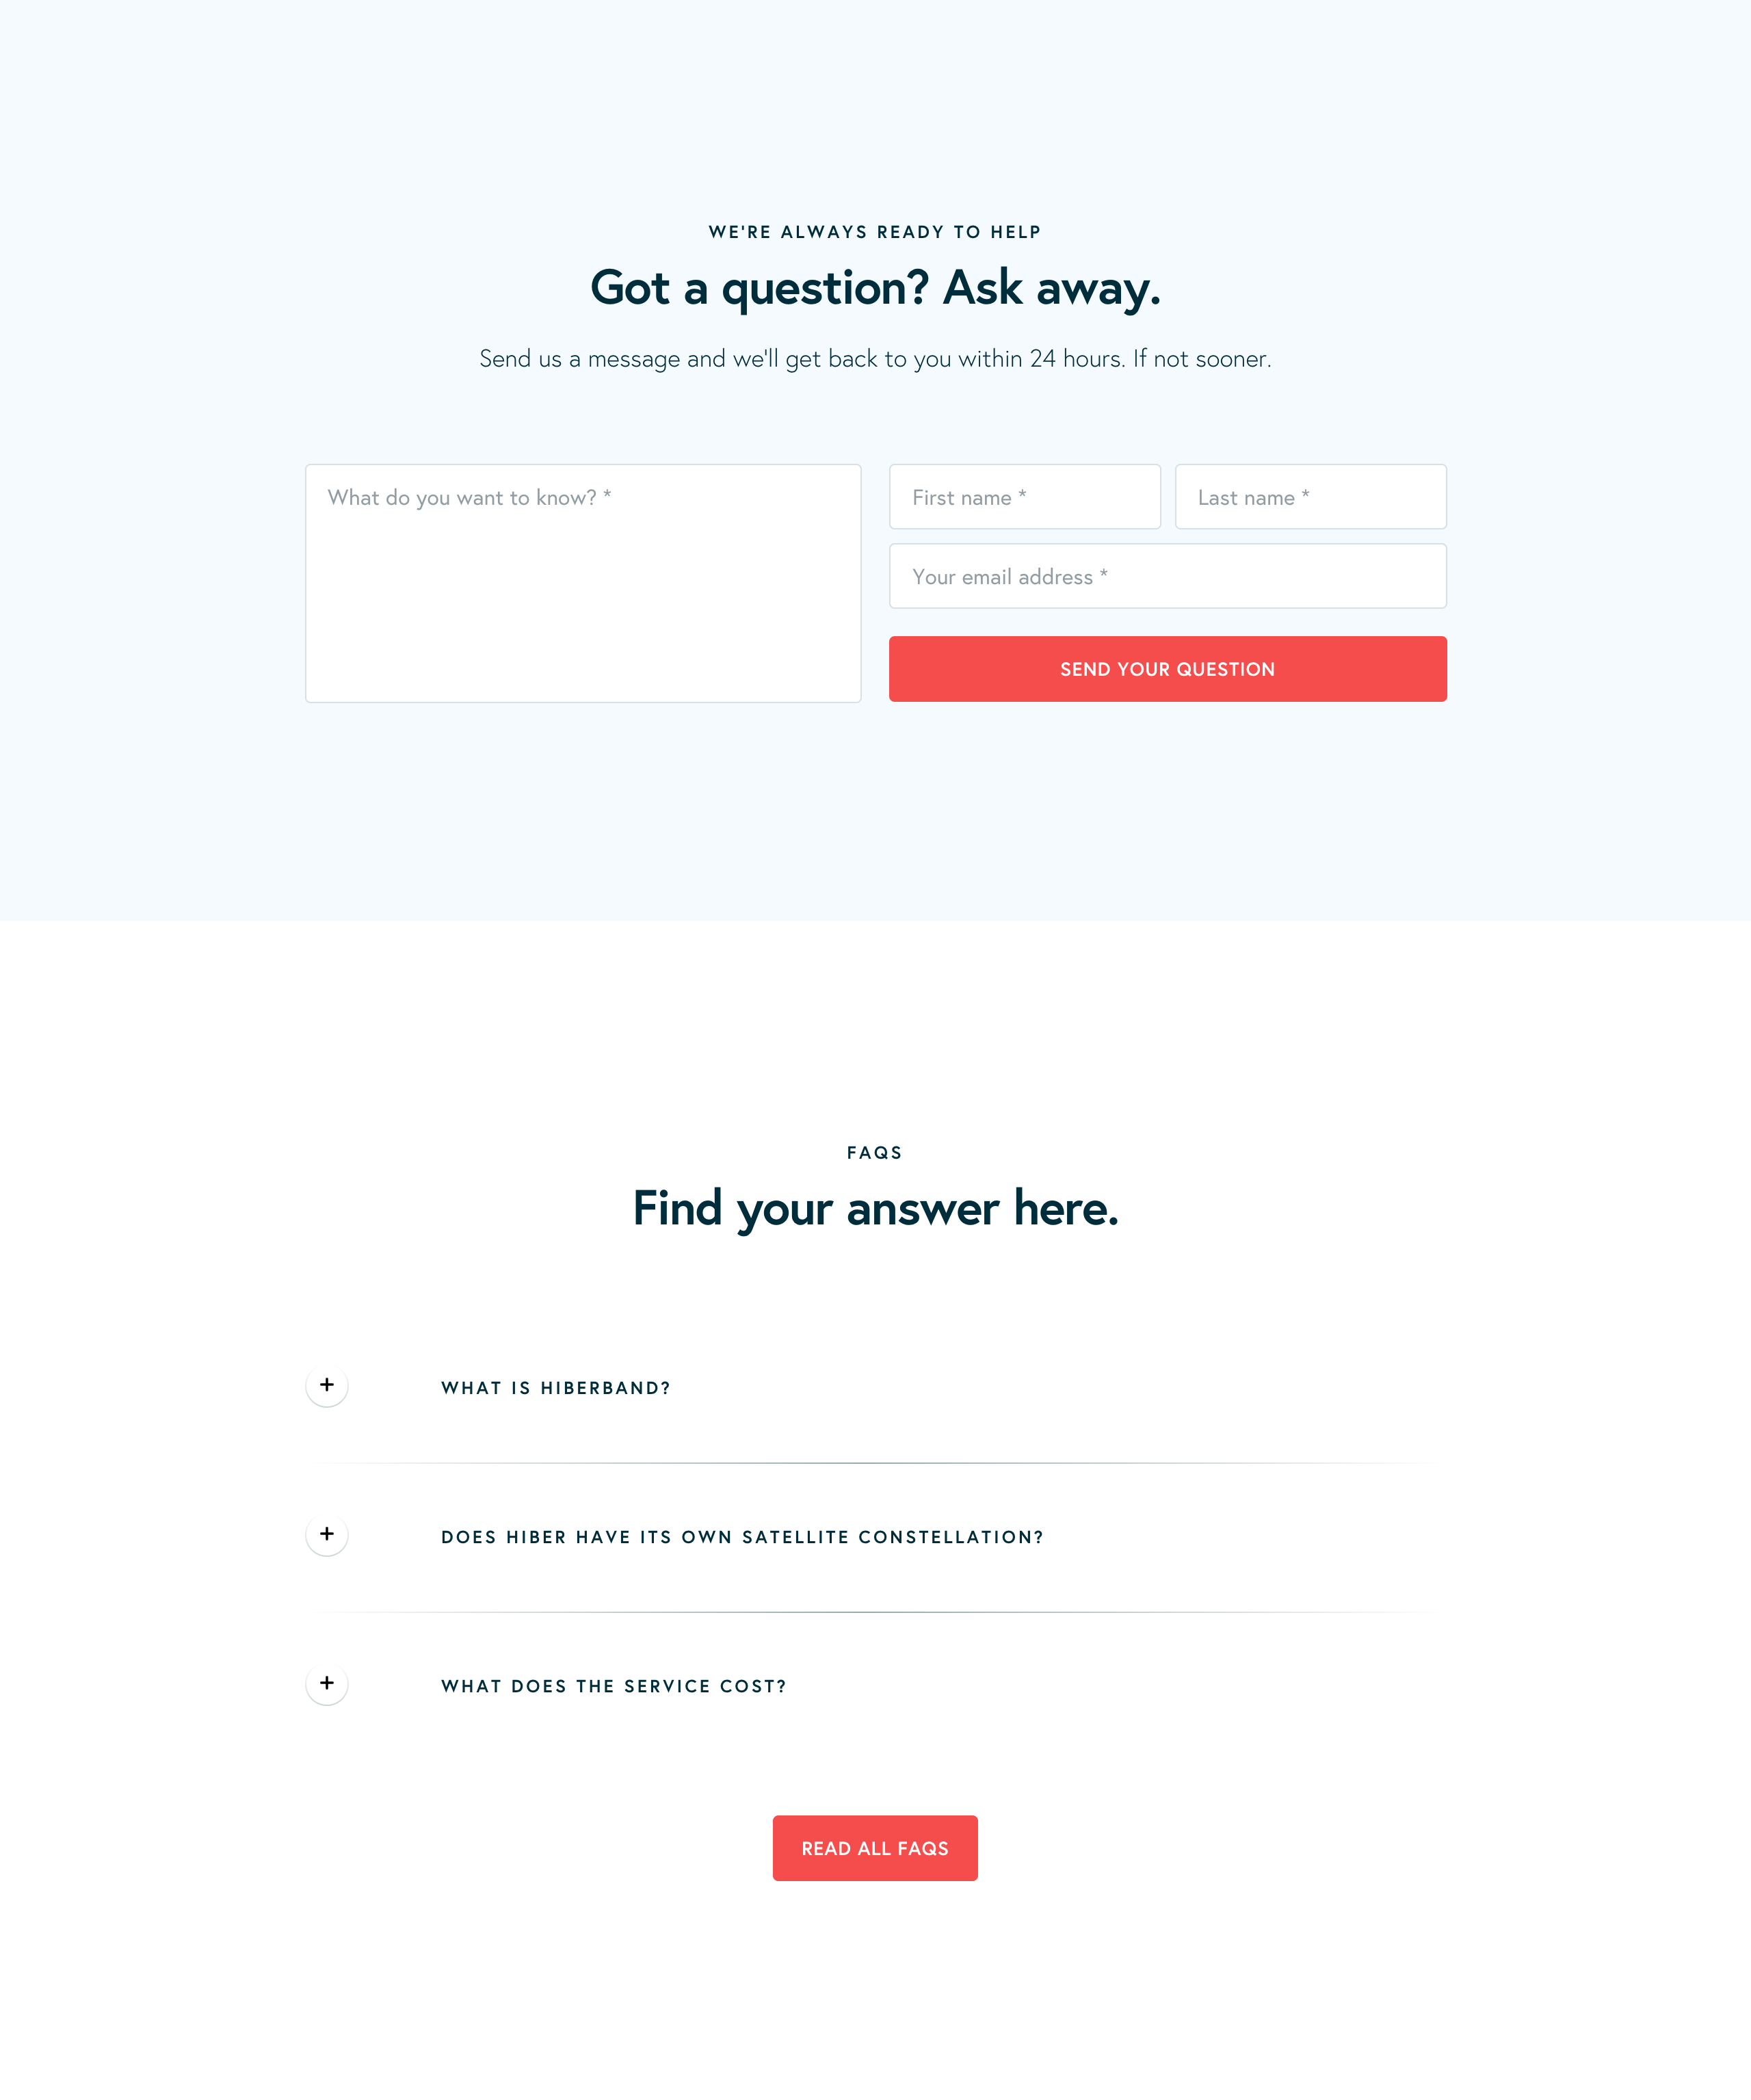 WE'RE ALWAYS READY TO HELP
Got a question? Ask away.
Send us a message and we'll get back to you within 24 hours. If not sooner.
What do you want to know? *
First name *
Last name *
Your email address *
SEND YOUR QUESTION
FAQS
Find your answer here.
WHAT IS HIBERBAND?
DOES HIBER HAVE ITS OWN SATELLITE CONSTELLATION?
WHAT DOES THE SERVICE COST?
READ ALL FAQS